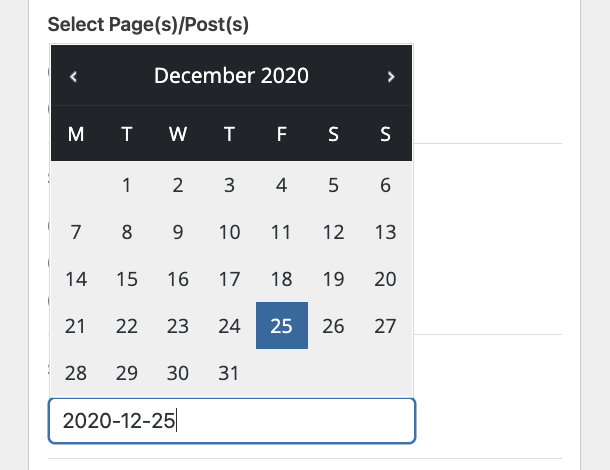 Select Page(s)/Post(s)
‹ December 2020 ›
M T W T F S S
1 2 3 4 5 6
7 8 9 10 11 12 13
14 15 16 17 18 19 20
21 22 23 24 25 26 27
28 29 30 31
2020-12-25